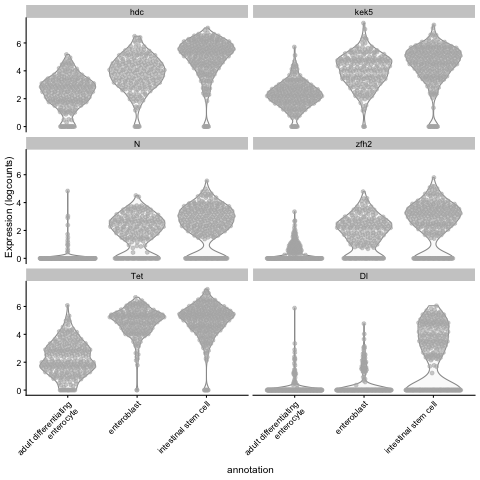 hdc
kek5
6
4
2
0
N
zfh2
6
4
2
0
Tet
Dl
6
4
2
0
Expression (logcounts)
adult differentiating
enterocyte
enteroblast
intestinal stem cell
adult differentiating
enterocyte
enteroblast
intestinal stem cell
annotation